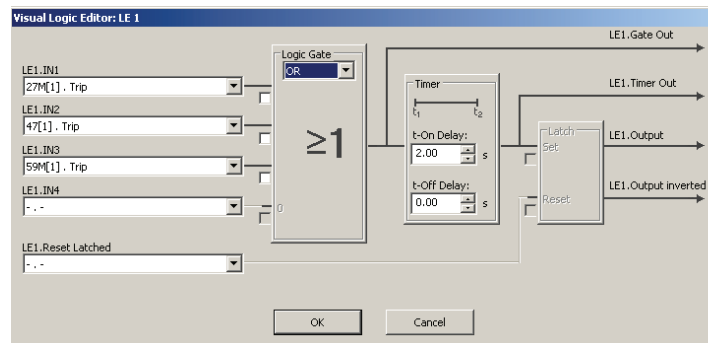 Visual Logic Editor: LE 1
LE1.IN1
27M[1] . Trip
LE1.IN2
47[1] . Trip
LE1.IN3
59M[1] . Trip
LE1.IN4
- . -
LE1.Reset Latched
- . -
Logic Gate
OR
≥1
0
Timer
t1
t2
t-On Delay:
2.00 s
t-Off Delay:
0.00 s
Latch
Set
Reset
LE1.Gate Out
LE1.Timer Out
LE1.Output
LE1.Output inverted
OK
Cancel